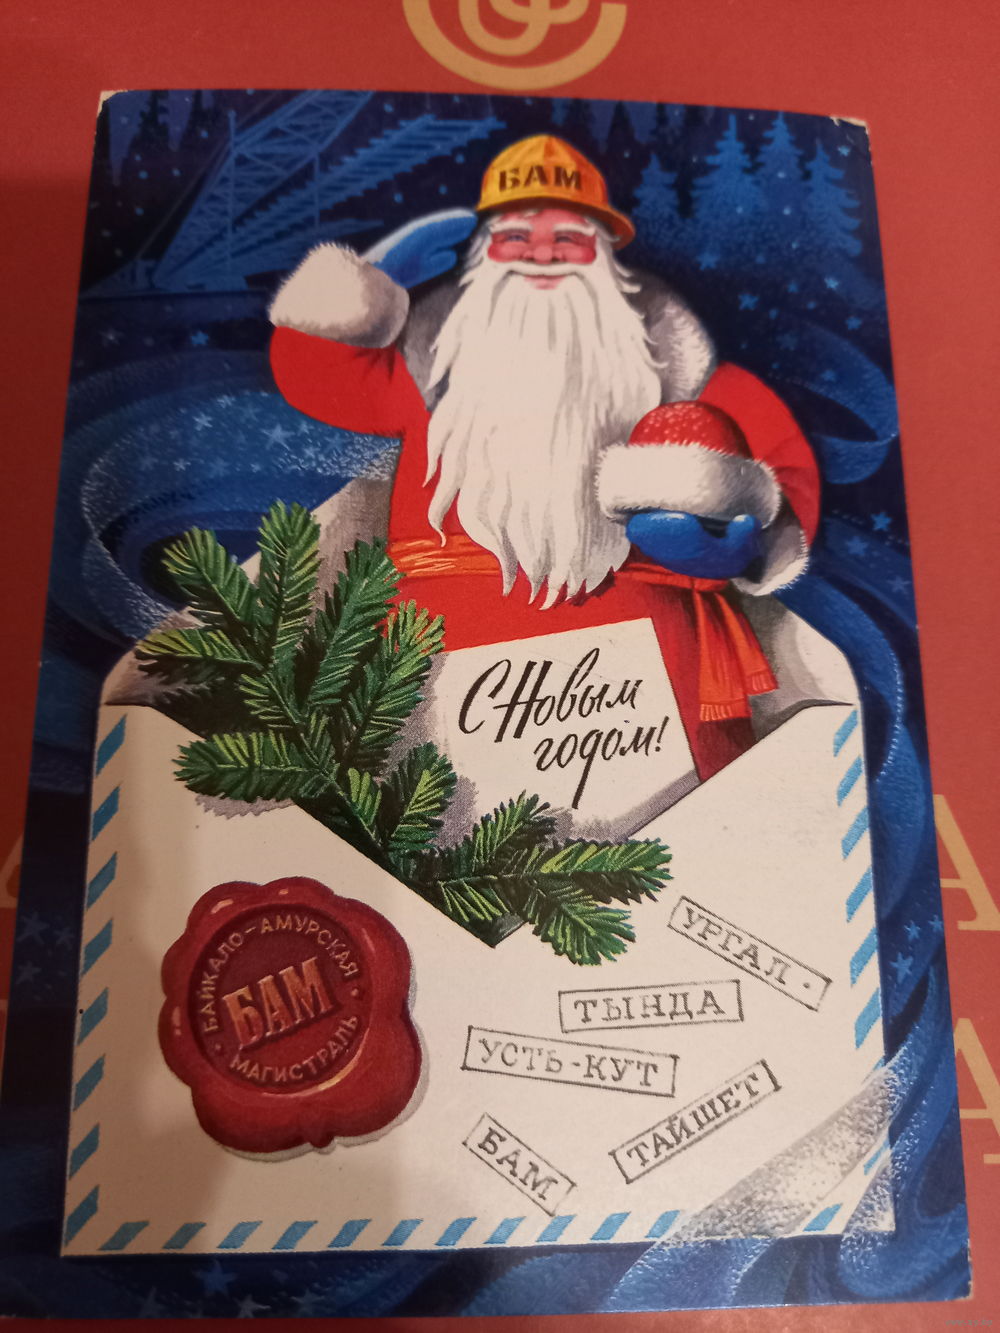 БАМ
С Новым
годом!
БАЙКАЛО-АМУРСКАЯ
БАМ
МАГИСТРАЛЬ
УРГАЛ
ТЫНДА
УСТЬ-КУТ
ТАЙШЕТ
БАМ